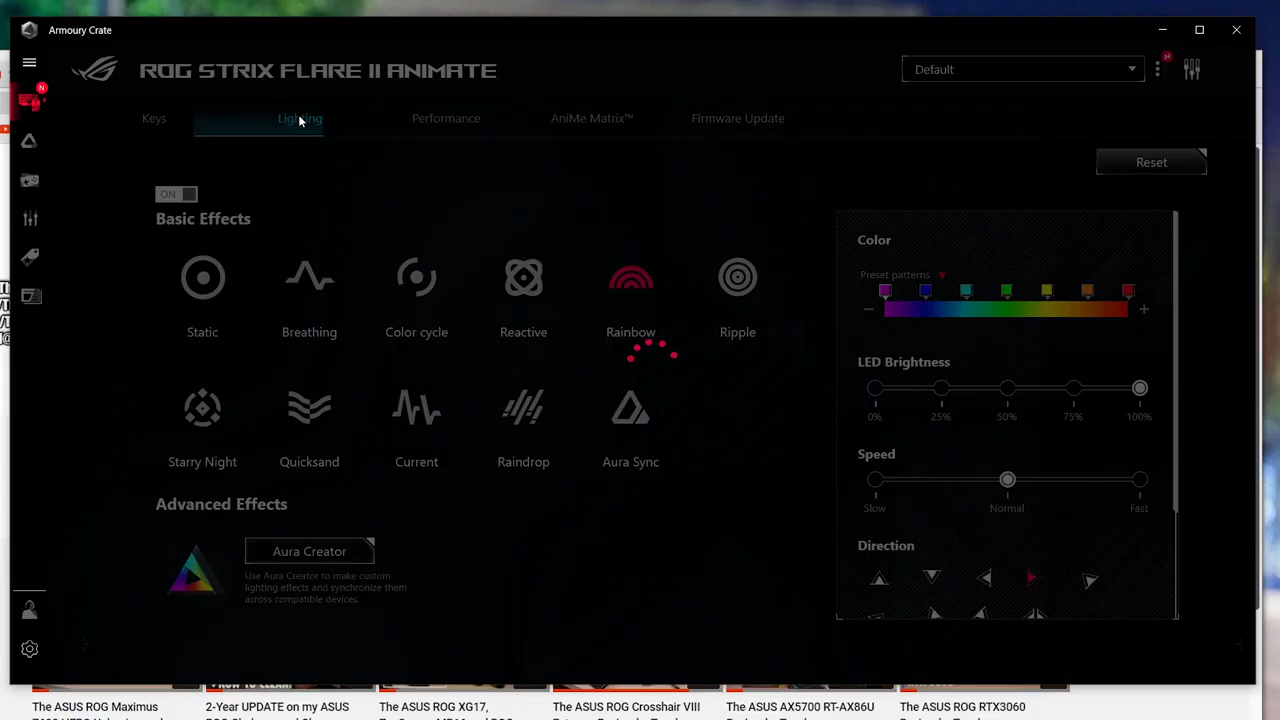 Armoury Crate
ROG STRIX FLARE II ANIMATE
Default
N
N
Keys
Lighting
Performance
AniMe Matrix™
Firmware Update
Reset
ON
Basic Effects
Static
Breathing
Color cycle
Reactive
Rainbow
Ripple
Starry Night
Quicksand
Current
Raindrop
Aura Sync
Advanced Effects
Aura Creator
Use Aura Creator to make custom
lighting effects and synchronize them
across compatible devices.
Color
Preset patterns
LED Brightness
0%
25%
50%
75%
100%
Speed
Slow
Normal
Fast
Direction
The ASUS ROG Maximus
2-Year UPDATE on my ASUS
The ASUS ROG XG17,
The ASUS ROG Crosshair VIII
The ASUS AX5700 RT-AX86U
The ASUS ROG RTX3060